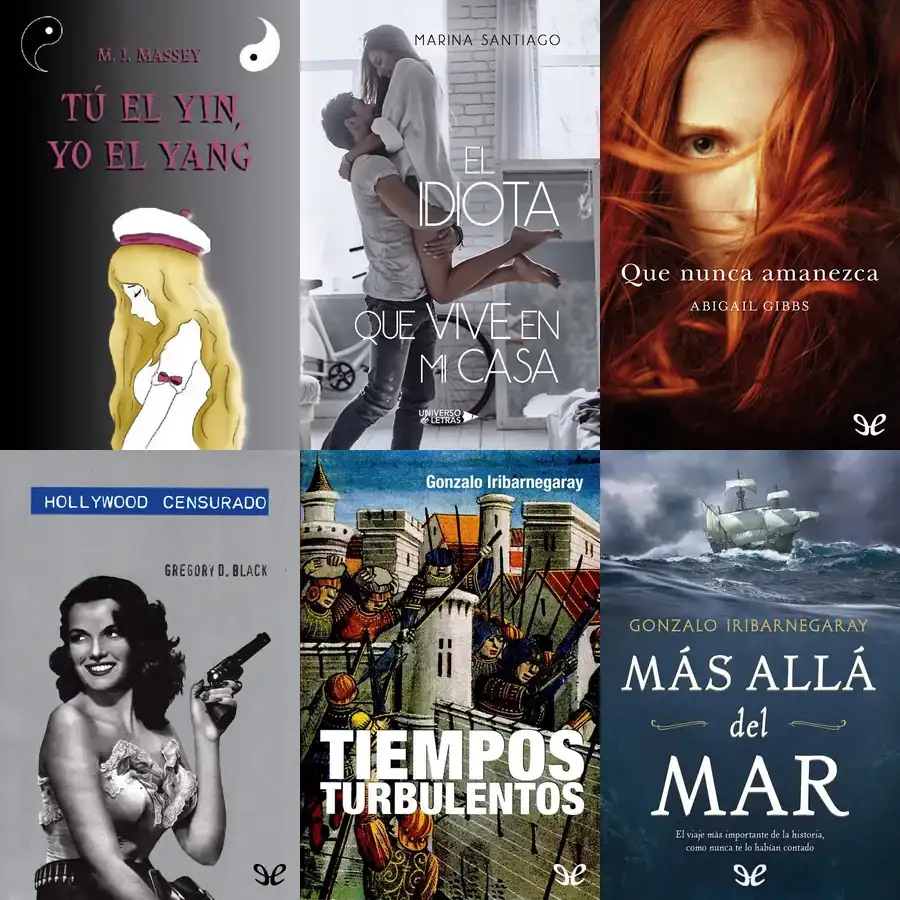 M. J. MASSEY
TÚ EL YIN,
YO EL YANG
MARINA SANTIAGO
EL
IDIOTA
QUE VIVE EN
MI CASA
UNIVERSO
de LETRAS
Que nunca amanezca
ABIGAIL GIBBS
HOLLYWOOD CENSURADO
GREGORY D. BLACK
Gonzalo Iribarnegaray
TIEMPOS
TURBULENTOS
GONZALO IRIBARNEGARAY
MÁS ALLÁ
del
MAR
El viaje más importante de la historia,
como nunca te lo habían contado